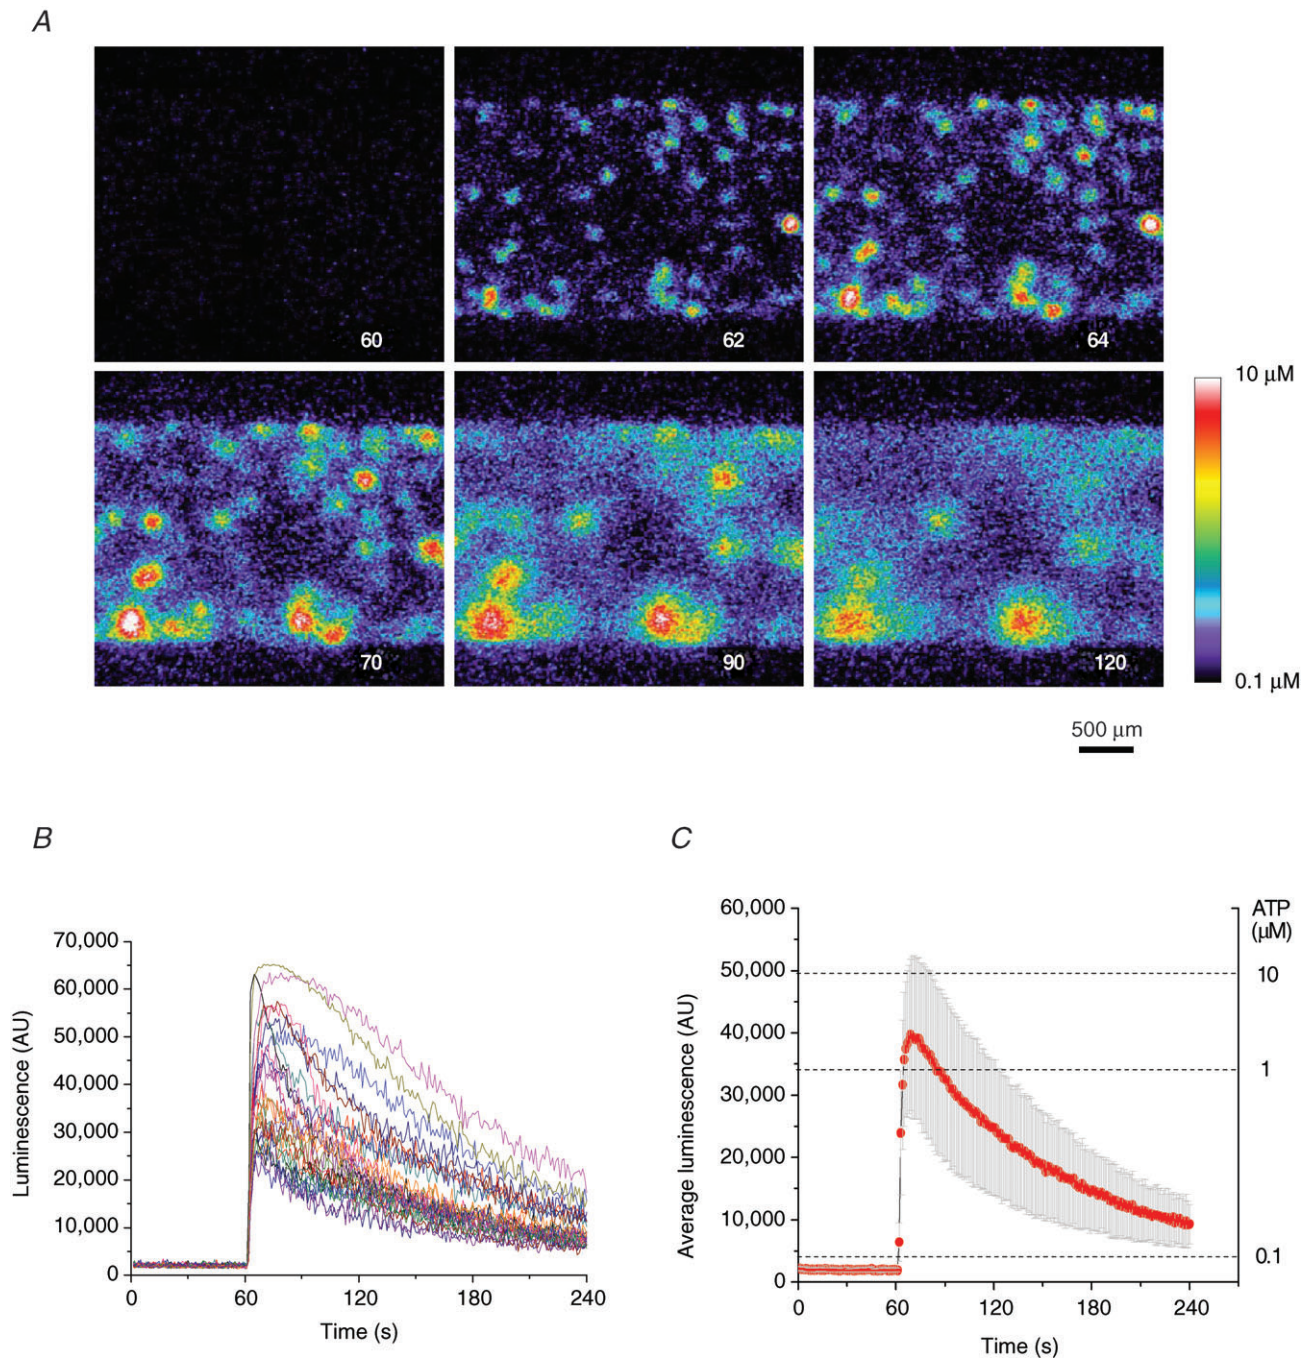 A
60
62
64
70
90
120
10 μM
0.1 μM
500 μm
B
70,000
60,000
50,000
40,000
30,000
20,000
10,000
0
Luminescence (AU)
0
60
120
180
240
Time (s)
C
60,000
50,000
40,000
30,000
20,000
10,000
0
Average luminescence (AU)
ATP
(μM)
10
1
0.1
0
60
120
180
240
Time (s)